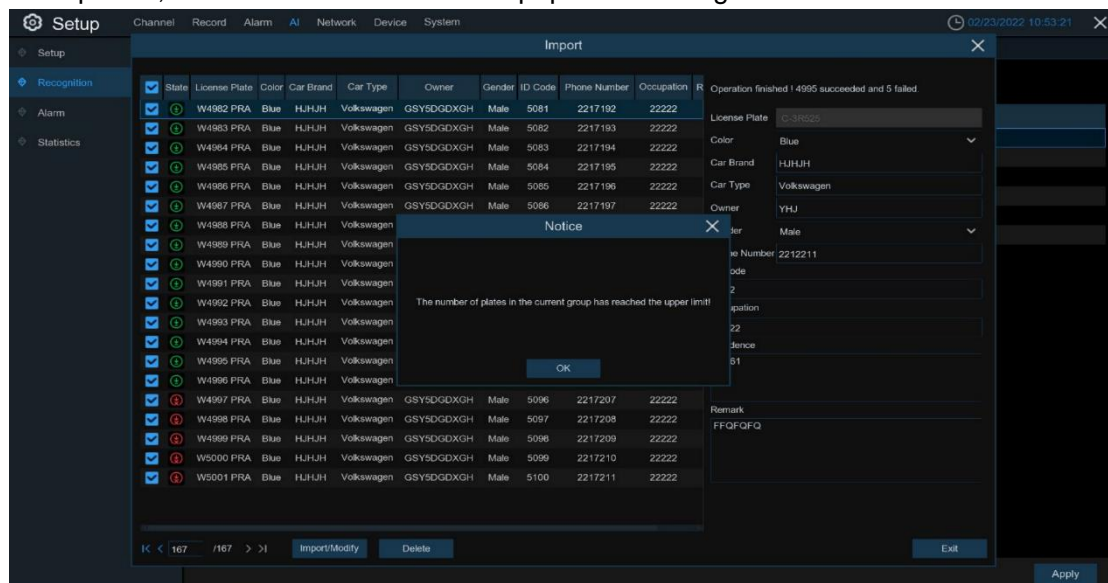 Setup Channel Record Alarm AI Network Device System 02/23/2022 10:53:21
Setup
Recognition
Alarm
Statistics
Import
State License Plate Color Car Brand Car Type Owner Gender ID Code Phone Number Occupation R
W4982 PRA Blue HJHJH Volkswagen GSY5DGDXGH Male 5081 2217192 22222
W4983 PRA Blue HJHJH Volkswagen GSY5DGDXGH Male 5082 2217193 22222
W4984 PRA Blue HJHJH Volkswagen GSY5DGDXGH Male 5083 2217194 22222
W4985 PRA Blue HJHJH Volkswagen GSY5DGDXGH Male 5084 2217195 22222
W4986 PRA Blue HJHJH Volkswagen GSY5DGDXGH Male 5085 2217196 22222
W4987 PRA Blue HJHJH Volkswagen GSY5DGDXGH Male 5086 2217197 22222
W4988 PRA Blue HJHJH Volkswagen
W4989 PRA Blue HJHJH Volkswagen
W4990 PRA Blue HJHJH Volkswagen
W4991 PRA Blue HJHJH Volkswagen
W4992 PRA Blue HJHJH Volkswagen
W4993 PRA Blue HJHJH Volkswagen
W4994 PRA Blue HJHJH Volkswagen
W4995 PRA Blue HJHJH Volkswagen
W4996 PRA Blue HJHJH Volkswagen
W4997 PRA Blue HJHJH Volkswagen GSY5DGDXGH Male 5096 2217207 22222
W4998 PRA Blue HJHJH Volkswagen GSY5DGDXGH Male 5097 2217208 22222
W4999 PRA Blue HJHJH Volkswagen GSY5DGDXGH Male 5098 2217209 22222
W5000 PRA Blue HJHJH Volkswagen GSY5DGDXGH Male 5099 2217210 22222
W5001 PRA Blue HJHJH Volkswagen GSY5DGDXGH Male 5100 2217211 22222
Operation finished ! 4995 succeeded and 5 failed.
License Plate C-3R525
Color Blue
Car Brand HJHJH
Car Type Volkswagen
Owner YHJ
der Male
ne Number 2212211
ode
2
upation
22
dence
61
Remark
FFQFQFQ
Notice
The number of plates in the current group has reached the upper limit!
OK
167 /167 Import/Modify Delete Exit
Apply